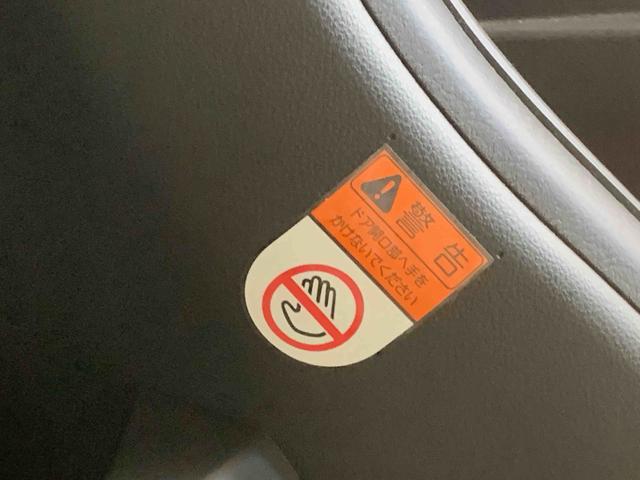 警告
ドア開口部へ手を
かけないでください